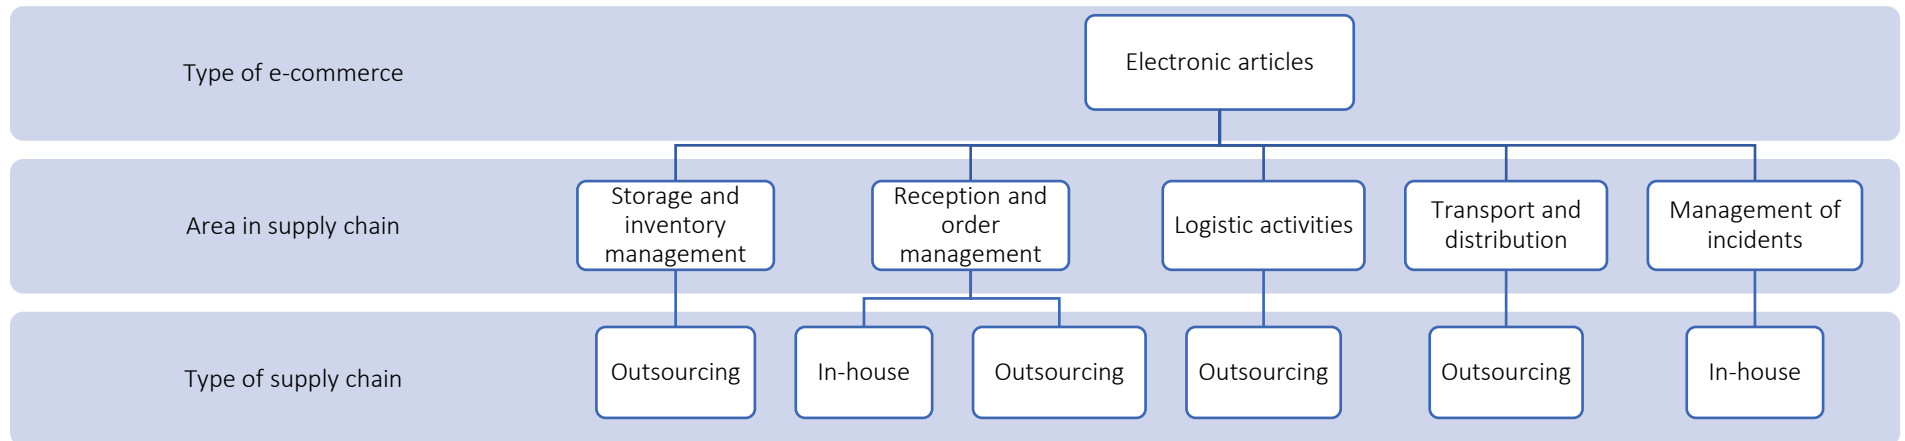 Type of e-commerce
Electronic articles
Area in supply chain
Storage and
inventory
management
Reception and
order
management
Logistic activities
Transport and
distribution
Management of
incidents
Type of supply chain
Outsourcing
In-house
Outsourcing
Outsourcing
Outsourcing
In-house